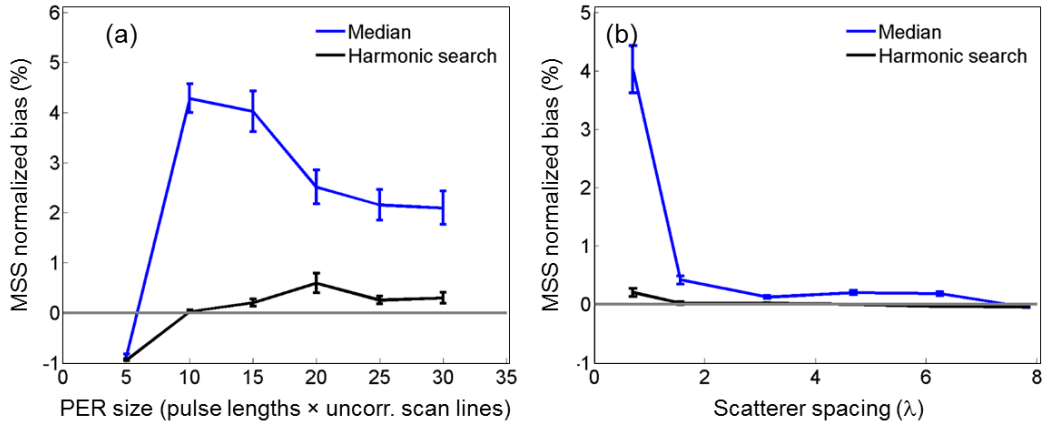 (a)
Median
Harmonic search
MSS normalized bias (%)
6
5
4
3
2
1
0
-1
0 5 10 15 20 25 30 35
PER size (pulse lengths × uncorr. scan lines)
(b)
Median
Harmonic search
MSS normalized bias (%)
5
4
3
2
1
0
-1
0 2 4 6 8
Scatterer spacing (λ)